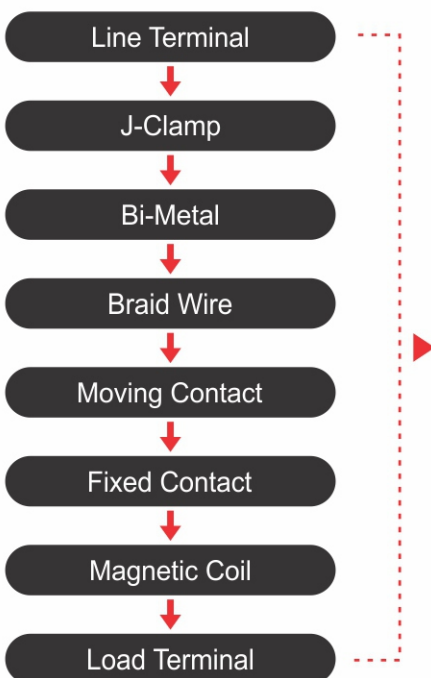 Line Terminal
J-Clamp
Bi-Metal
Braid Wire
Moving Contact
Fixed Contact
Magnetic Coil
Load Terminal